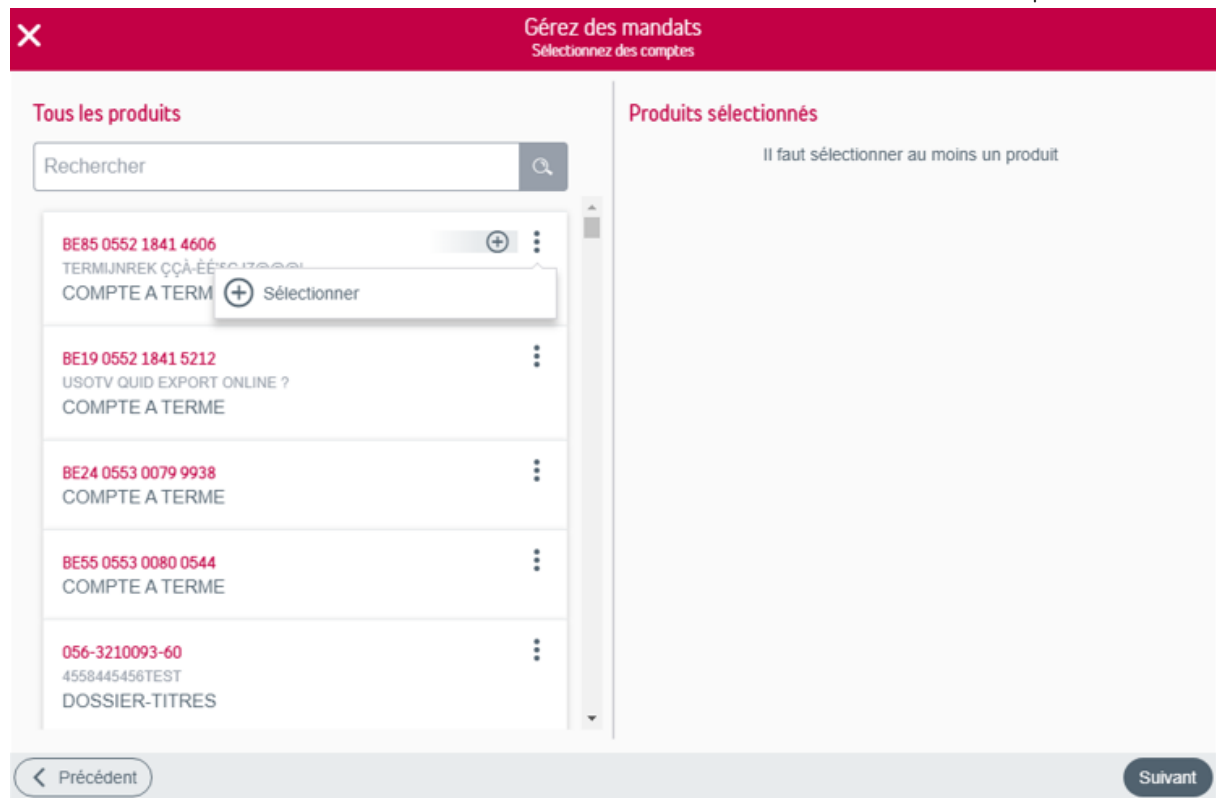 Gérez des mandats
Sélectionnez des comptes
Tous les produits
Rechercher
BE85 0552 1841 4606
TERMIJNREK
COMPTE A TERM
Sélectionner
BE19 0552 1841 5212
USOTV QUID EXPORT ONLINE ?
COMPTE A TERME
BE24 0553 0079 9938
COMPTE A TERME
BE55 0553 0080 0544
COMPTE A TERME
056-3210093-60
4558445456TEST
DOSSIER-TITRES
Produits sélectionnés
Il faut sélectionner au moins un produit
Précédent
Suivant